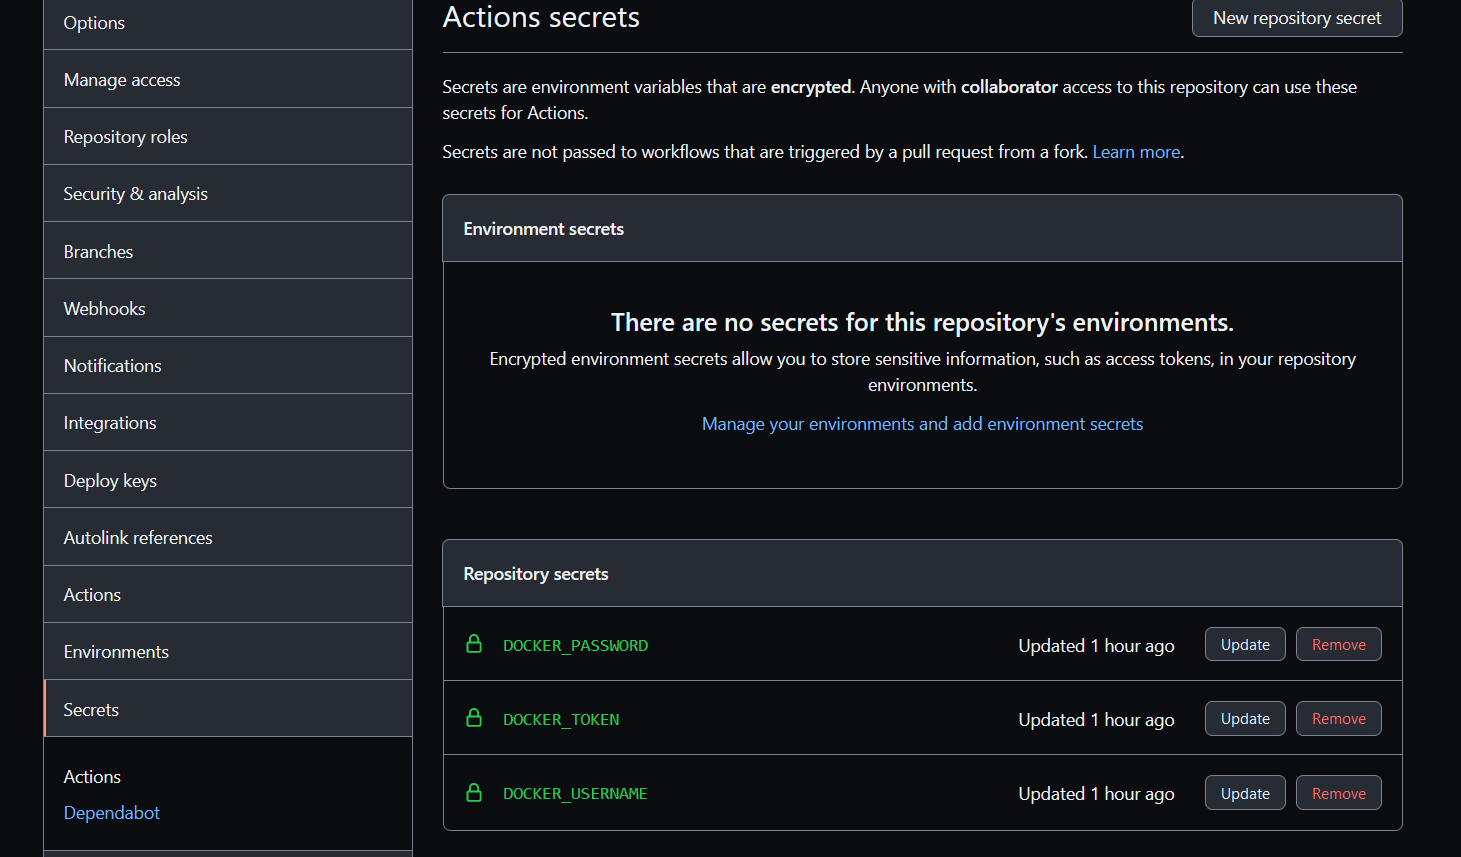 Options
Manage access
Repository roles
Security & analysis
Branches
Webhooks
Notifications
Integrations
Deploy keys
Autolink references
Actions
Environments
Secrets
Actions
Dependabot
Actions secrets
New repository secret
Secrets are environment variables that are encrypted. Anyone with collaborator access to this repository can use these
secrets for Actions.
Secrets are not passed to workflows that are triggered by a pull request from a fork. Learn more.
Environment secrets
There are no secrets for this repository's environments.
Encrypted environment secrets allow you to store sensitive information, such as access tokens, in your repository
environments.
Manage your environments and add environment secrets
Repository secrets
DOCKER_PASSWORD Updated 1 hour ago Update Remove
DOCKER_TOKEN Updated 1 hour ago Update Remove
DOCKER_USERNAME Updated 1 hour ago Update Remove